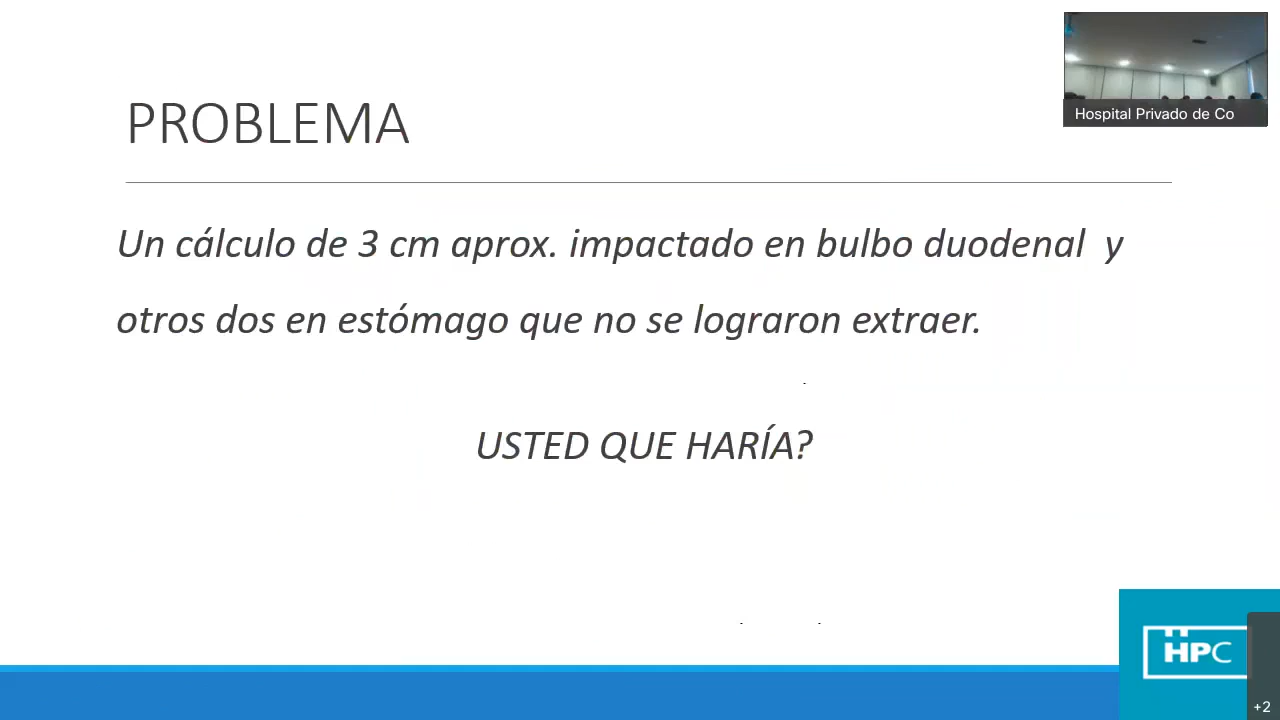 Hospital Privado de Co
PROBLEMA
Un cálculo de 3 cm aprox. impactado en bulbo duodenal y
otros dos en estómago que no se lograron extraer.
USTED QUE HARÍA?
HPC
+2